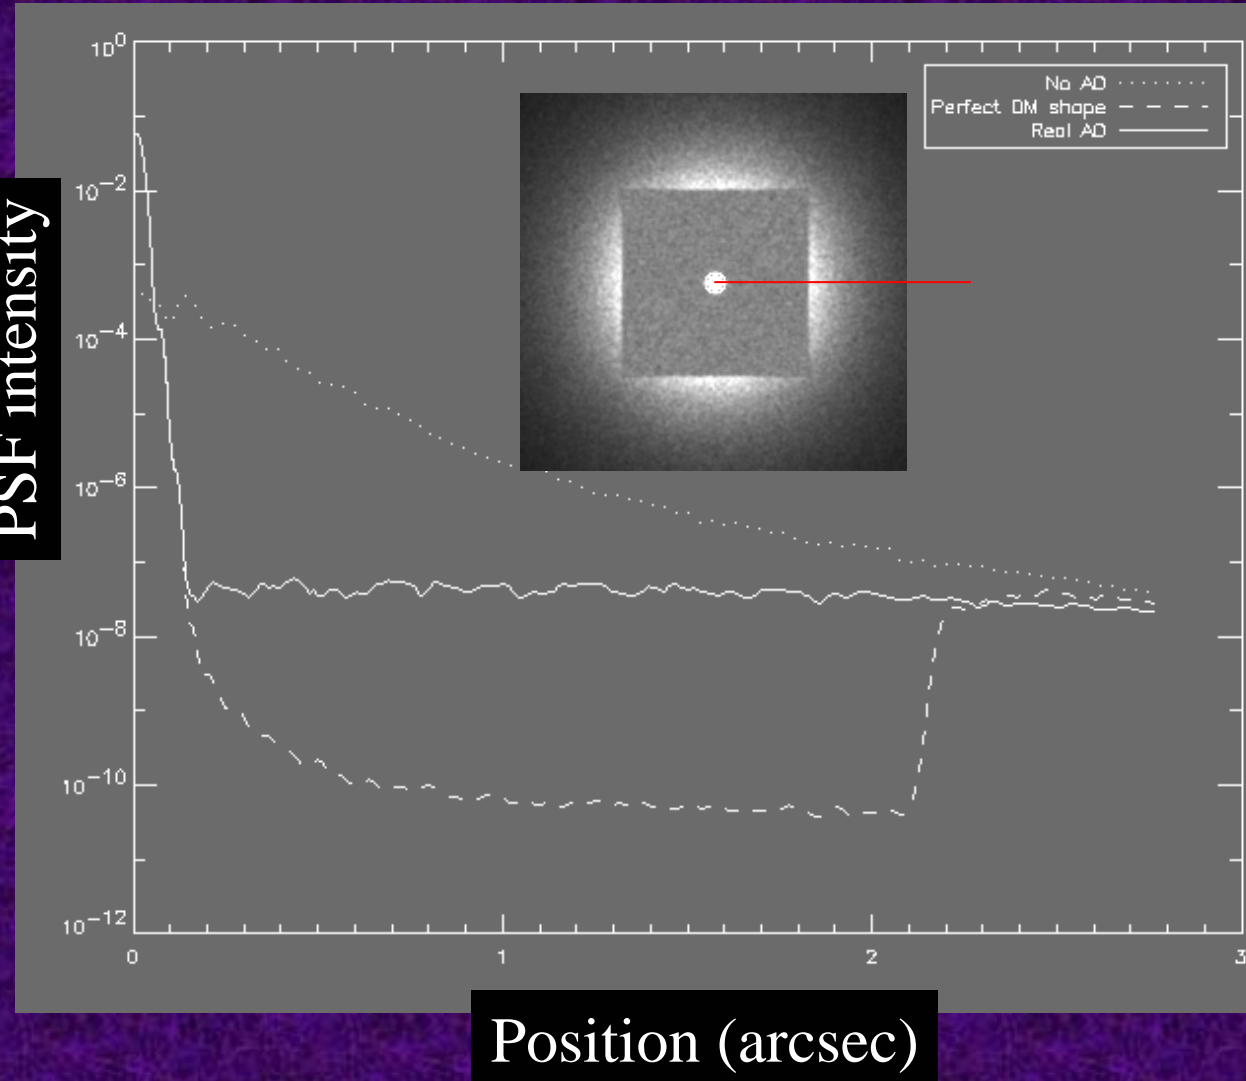 10^0
No AO
Perfect DM shape
Real AO
10^-2
PSF intensity
10^-4
10^-6
10^-8
10^-10
10^-12
0 1 2 3
Position (arcsec)